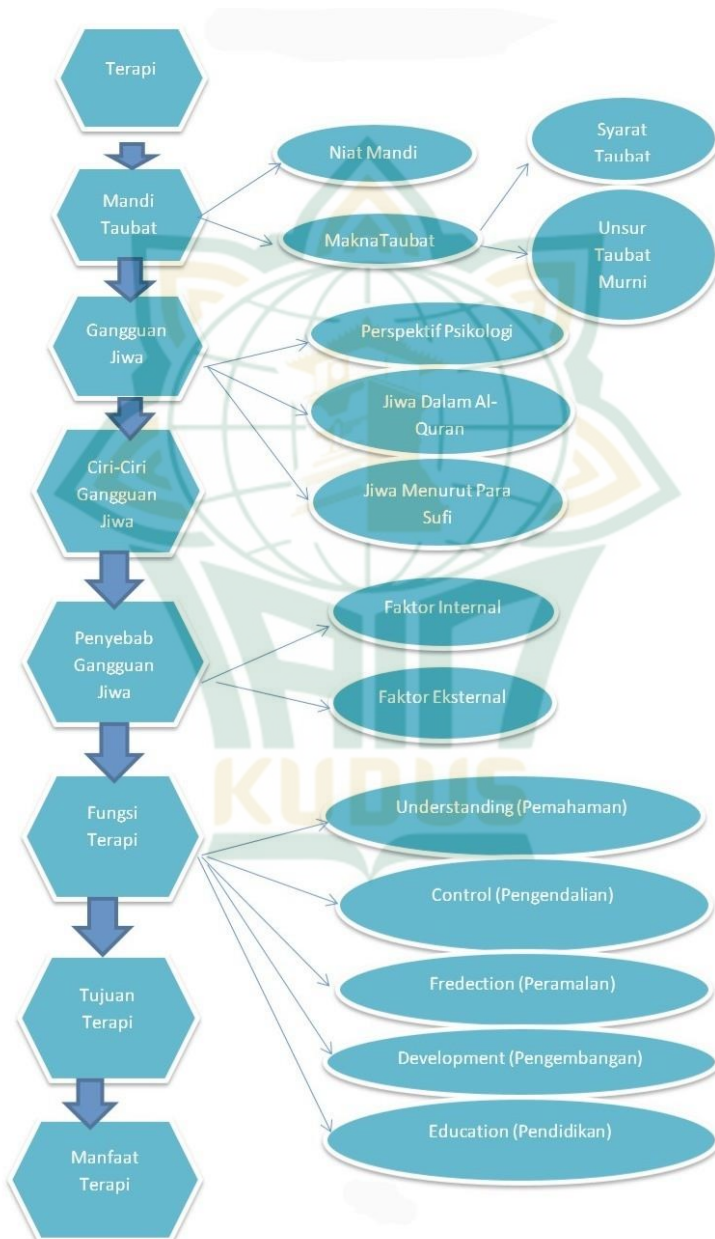 Terapi
Mandi
Taubat
Niat Mandi
MaknaTaubat
Syarat
Taubat
Unsur
Taubat
Murni
Gangguan
Jiwa
Perspektif Psikologi
Jiwa Dalam Al-
Quran
Jiwa Menurut Para
Sufi
Ciri-Ciri
Gangguan
Jiwa
Penyebab
Gangguan
Jiwa
Faktor Internal
Faktor Eksternal
KUDUS
Fungsi
Terapi
Understanding (Pemahaman)
Control (Pengendalian)
Fredection (Peramalan)
Development (Pengembangan)
Education (Pendidikan)
Tujuan
Terapi
Manfaat
Terapi